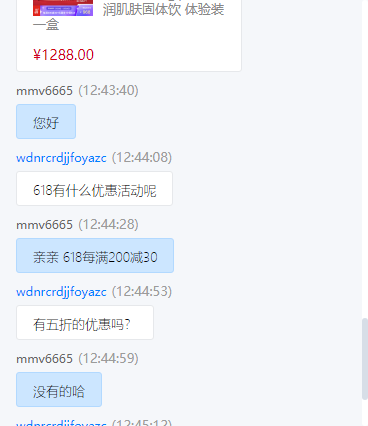 润肌肤固体饮 体验装
一盒
¥1288.00
mmv6665 (12:43:40)
您好
wdnrcrdjjfoyazc (12:44:08)
618有什么优惠活动呢
mmv6665 (12:44:28)
亲亲 618每满200减30
wdnrcrdjjfoyazc (12:44:53)
有五折的优惠吗?
mmv6665 (12:44:59)
没有的哈
wdnrcrdjjfoyazc (12:45:12)